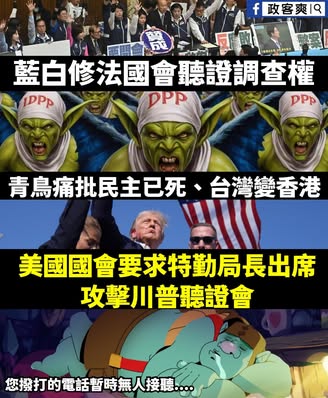 政客爽
藍白修法國會聽證調查權
DPP
DPP
DPP
青鳥痛批民主已死、台灣變香港
美國國會要求特勤局長出席
攻擊川普聽證會
您撥打的電話暫時無人接聽....